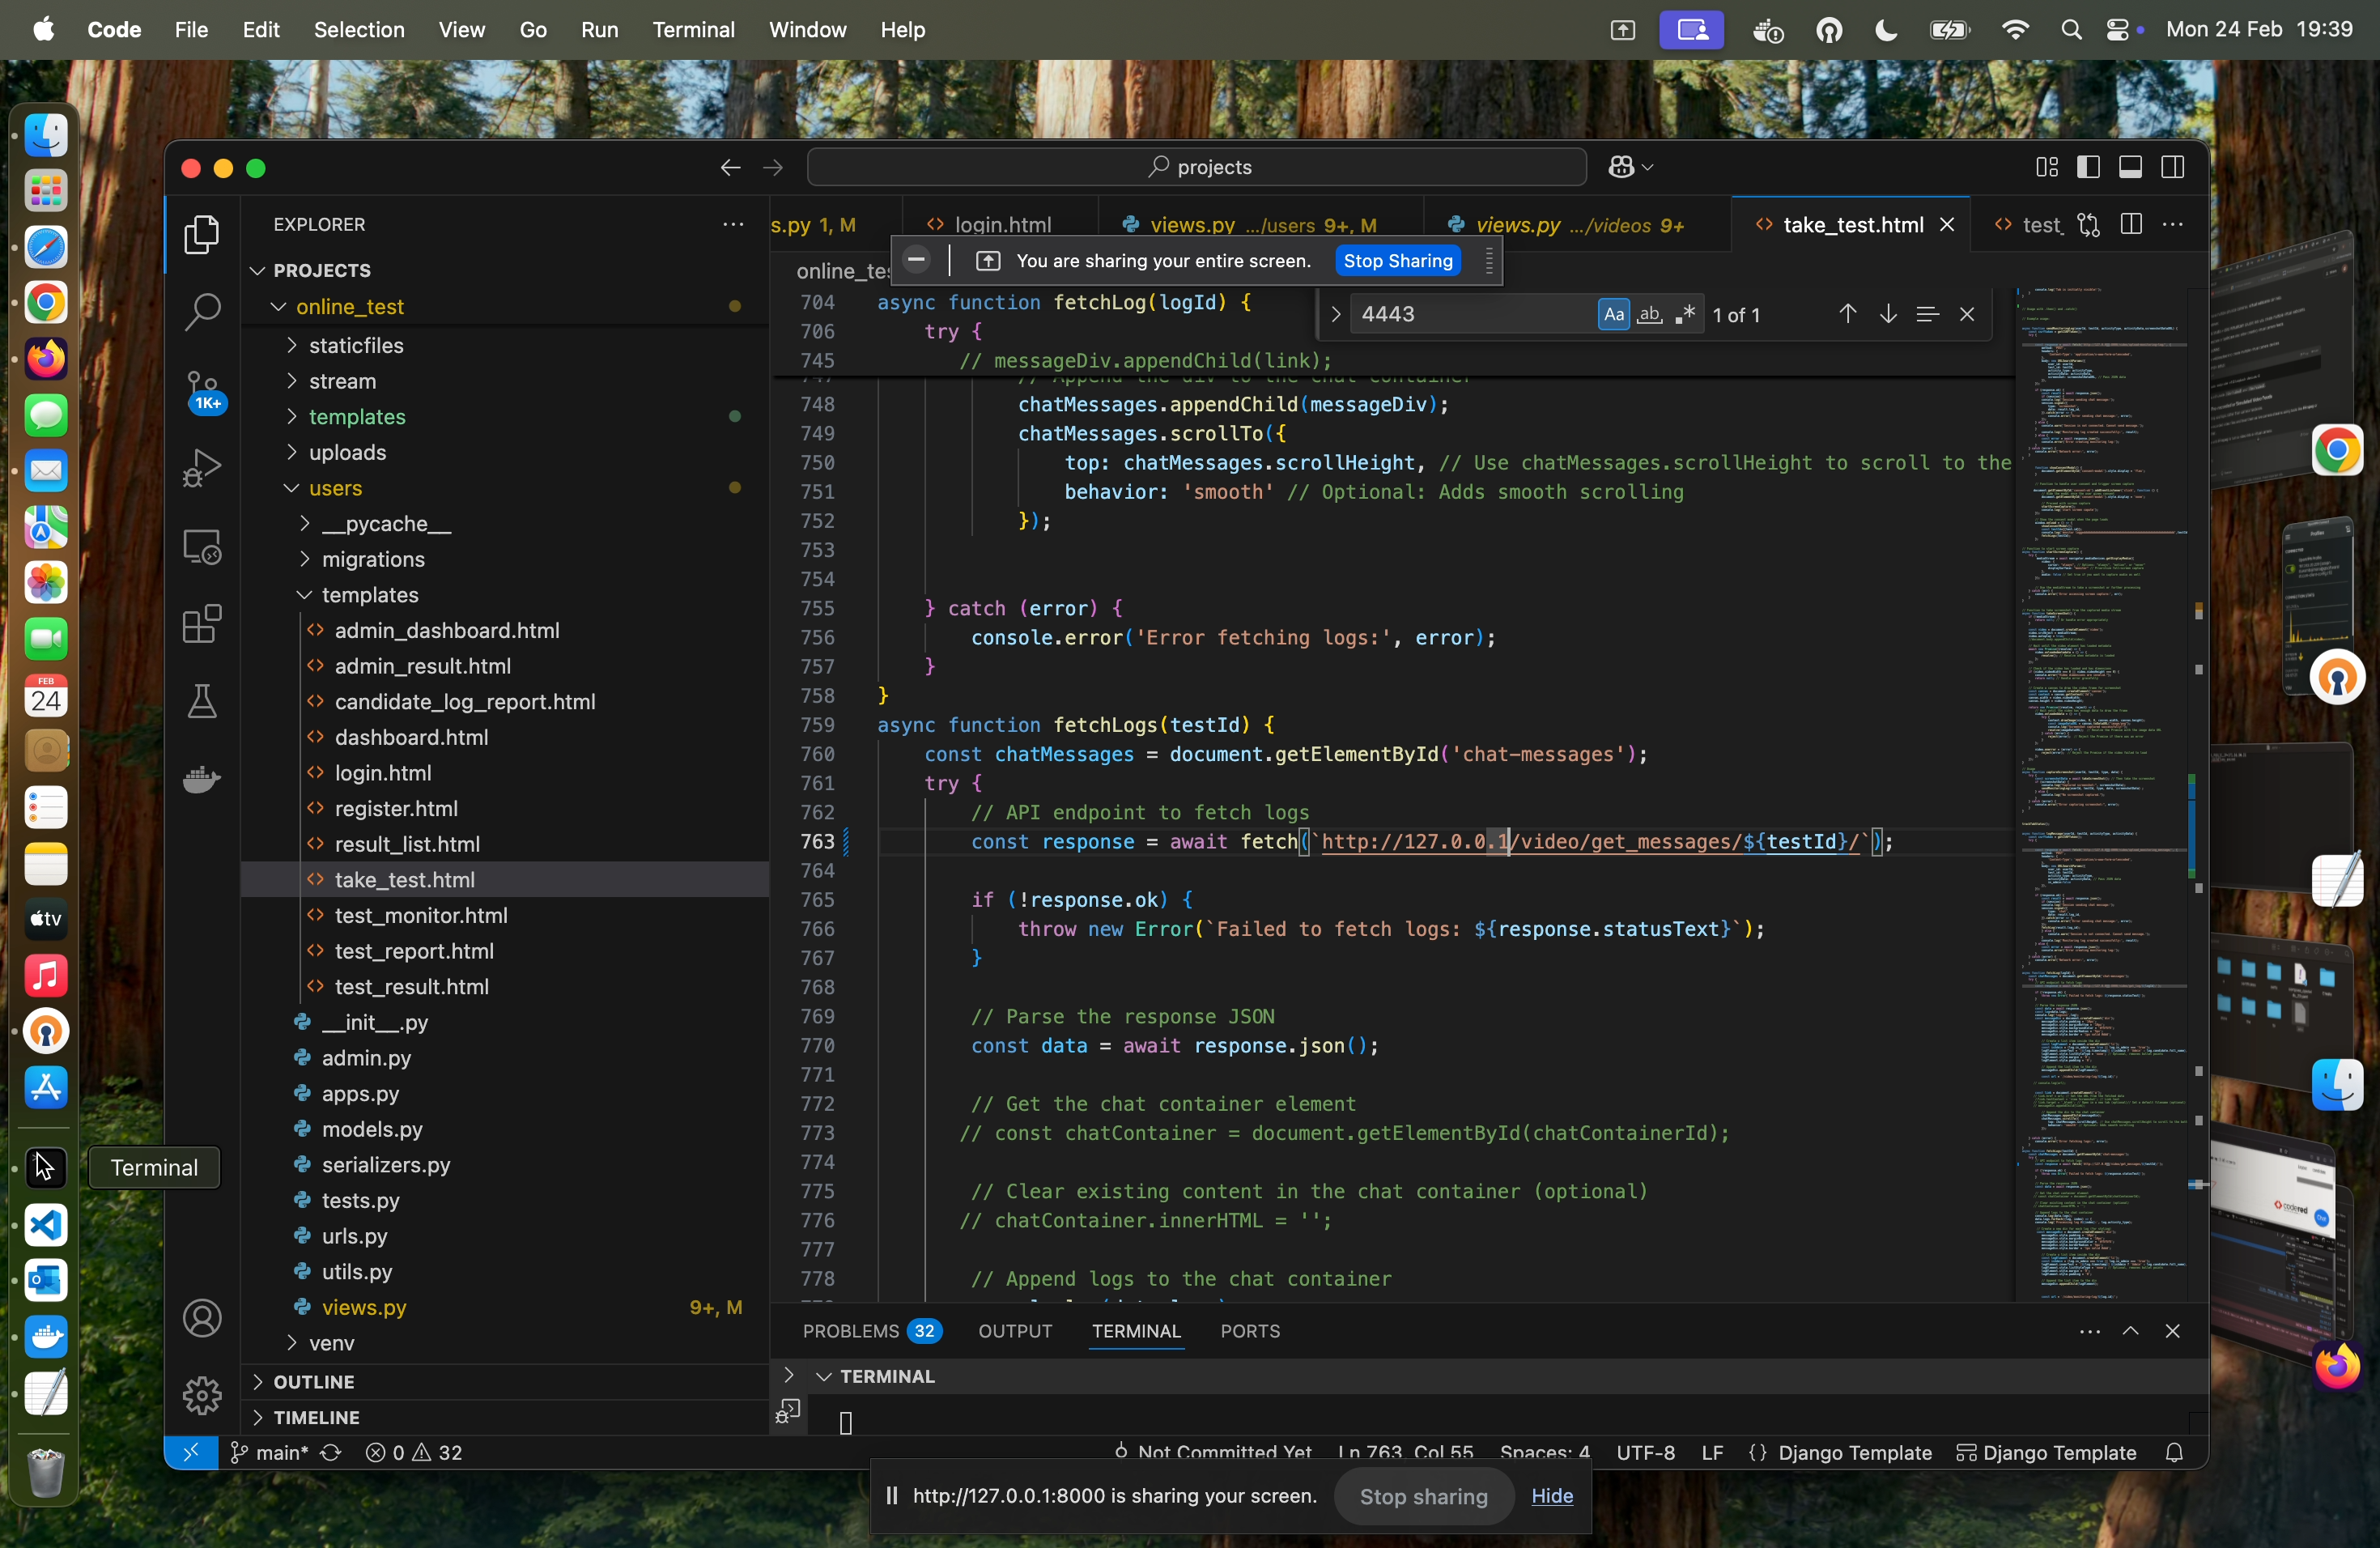 Code File Edit Selection View Go Run Terminal Window Help Mon 24 Feb 19:39
projects
EXPLORER
s.py 1, M
login.html
views.py .../users 9+, M
views.py .../videos 9+
take_test.html
test_
You are sharing your entire screen. Stop Sharing
PROJECTS
online_test
staticfiles
stream
templates
uploads
users
__pycache__
migrations
templates
admin_dashboard.html
admin_result.html
candidate_log_report.html
dashboard.html
login.html
register.html
result_list.html
take_test.html
test_monitor.html
test_report.html
test_result.html
__init__.py
admin.py
apps.py
models.py
serializers.py
tests.py
urls.py
utils.py
views.py 9+, M
venv
OUTLINE
TIMELINE
1K+
FEB
24
tv
Terminal
online_tes
4443 Aa ab 1 of 1
704 async function fetchLog(logId) {
706 try {
745 // messageDiv.appendChild(link);
747 // Append the div to the chat container
748 chatMessages.appendChild(messageDiv);
749 chatMessages.scrollTo({
750 top: chatMessages.scrollHeight, // Use chatMessages.scrollHeight to scroll to the
751 behavior: 'smooth' // Optional: Adds smooth scrolling
752 });
753
754
755 } catch (error) {
756 console.error('Error fetching logs:', error);
757 }
758 }
759 async function fetchLogs(testId) {
760 const chatMessages = document.getElementById('chat-messages');
761 try {
762 // API endpoint to fetch logs
763 const response = await fetch(`http://127.0.0.1/video/get_messages/${testId}/`);
764
765 if (!response.ok) {
766 throw new Error(`Failed to fetch logs: ${response.statusText}`);
767 }
768
769 // Parse the response JSON
770 const data = await response.json();
771
772 // Get the chat container element
773 // const chatContainer = document.getElementById(chatContainerId);
774
775 // Clear existing content in the chat container (optional)
776 // chatContainer.innerHTML = '';
777
778 // Append logs to the chat container
PROBLEMS 32 OUTPUT TERMINAL PORTS
TERMINAL
main* 0 32 Not Committed Yet Ln 763, Col 55 Spaces: 4 UTF-8 LF {} Django Template Django Template
http://127.0.0.1:8000 is sharing your screen. Stop sharing Hide